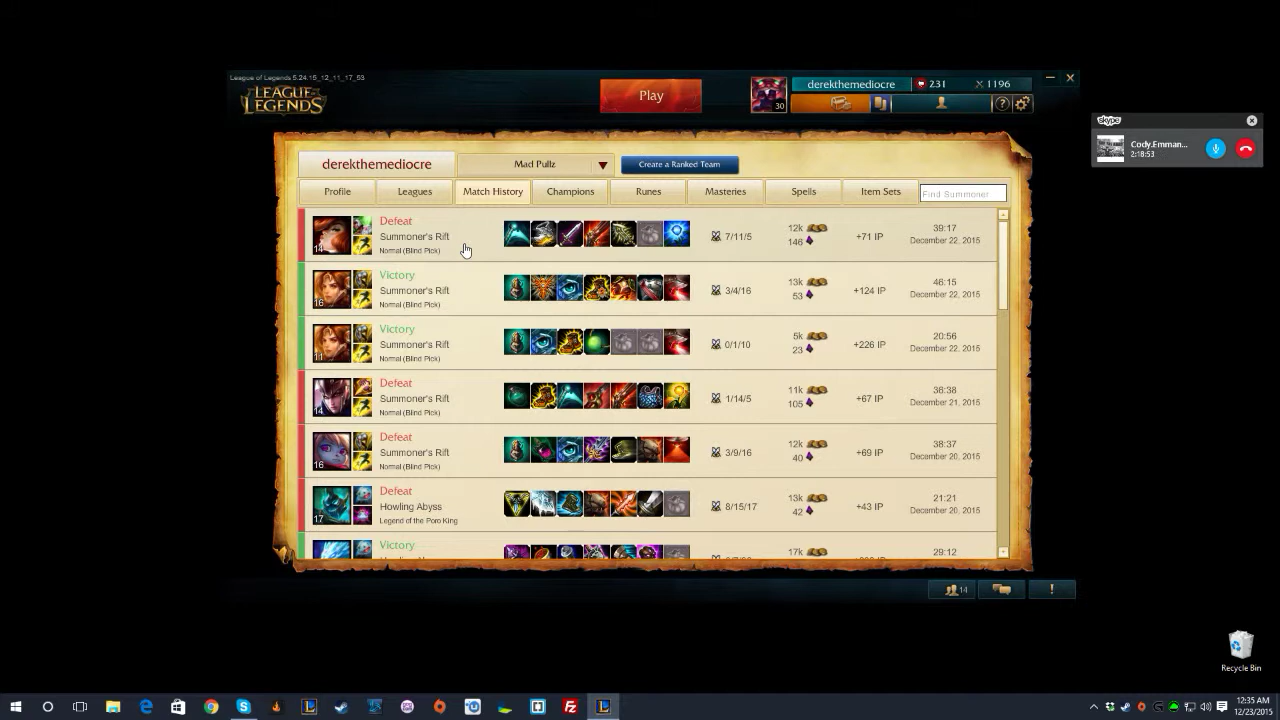 League of Legends 5.24.15_12_11_17_53
LEAGUE of LEGENDS
Play
30
derekthemediocre 231 1196
?
skype
Cody.Emman...
2:18:53
derekthemediocre Mad Pullz Create a Ranked Team
Profile Leagues Match History Champions Runes Masteries Spells Item Sets Find Summoner
14 Defeat
Summoner's Rift 7/11/5 12k 146 +71 IP 39:17
Normal (Blind Pick) December 22, 2015
16 Victory
Summoner's Rift 3/4/16 13k 53 +124 IP 46:15
Normal (Blind Pick) December 22, 2015
11 Victory
Summoner's Rift 0/1/10 5k 23 +226 IP 20:56
Normal (Blind Pick) December 22, 2015
14 Defeat
Summoner's Rift 1/14/5 11k 105 +67 IP 36:38
Normal (Blind Pick) December 21, 2015
16 Defeat
Summoner's Rift 3/9/16 12k 40 +69 IP 38:37
Normal (Blind Pick) December 20, 2015
17 Defeat
Howling Abyss 8/15/17 13k 42 +43 IP 21:21
Legend of the Poro King December 20, 2015
Victory 17k 29:12
14
!
Recycle Bin
12:35 AM
12/23/2015